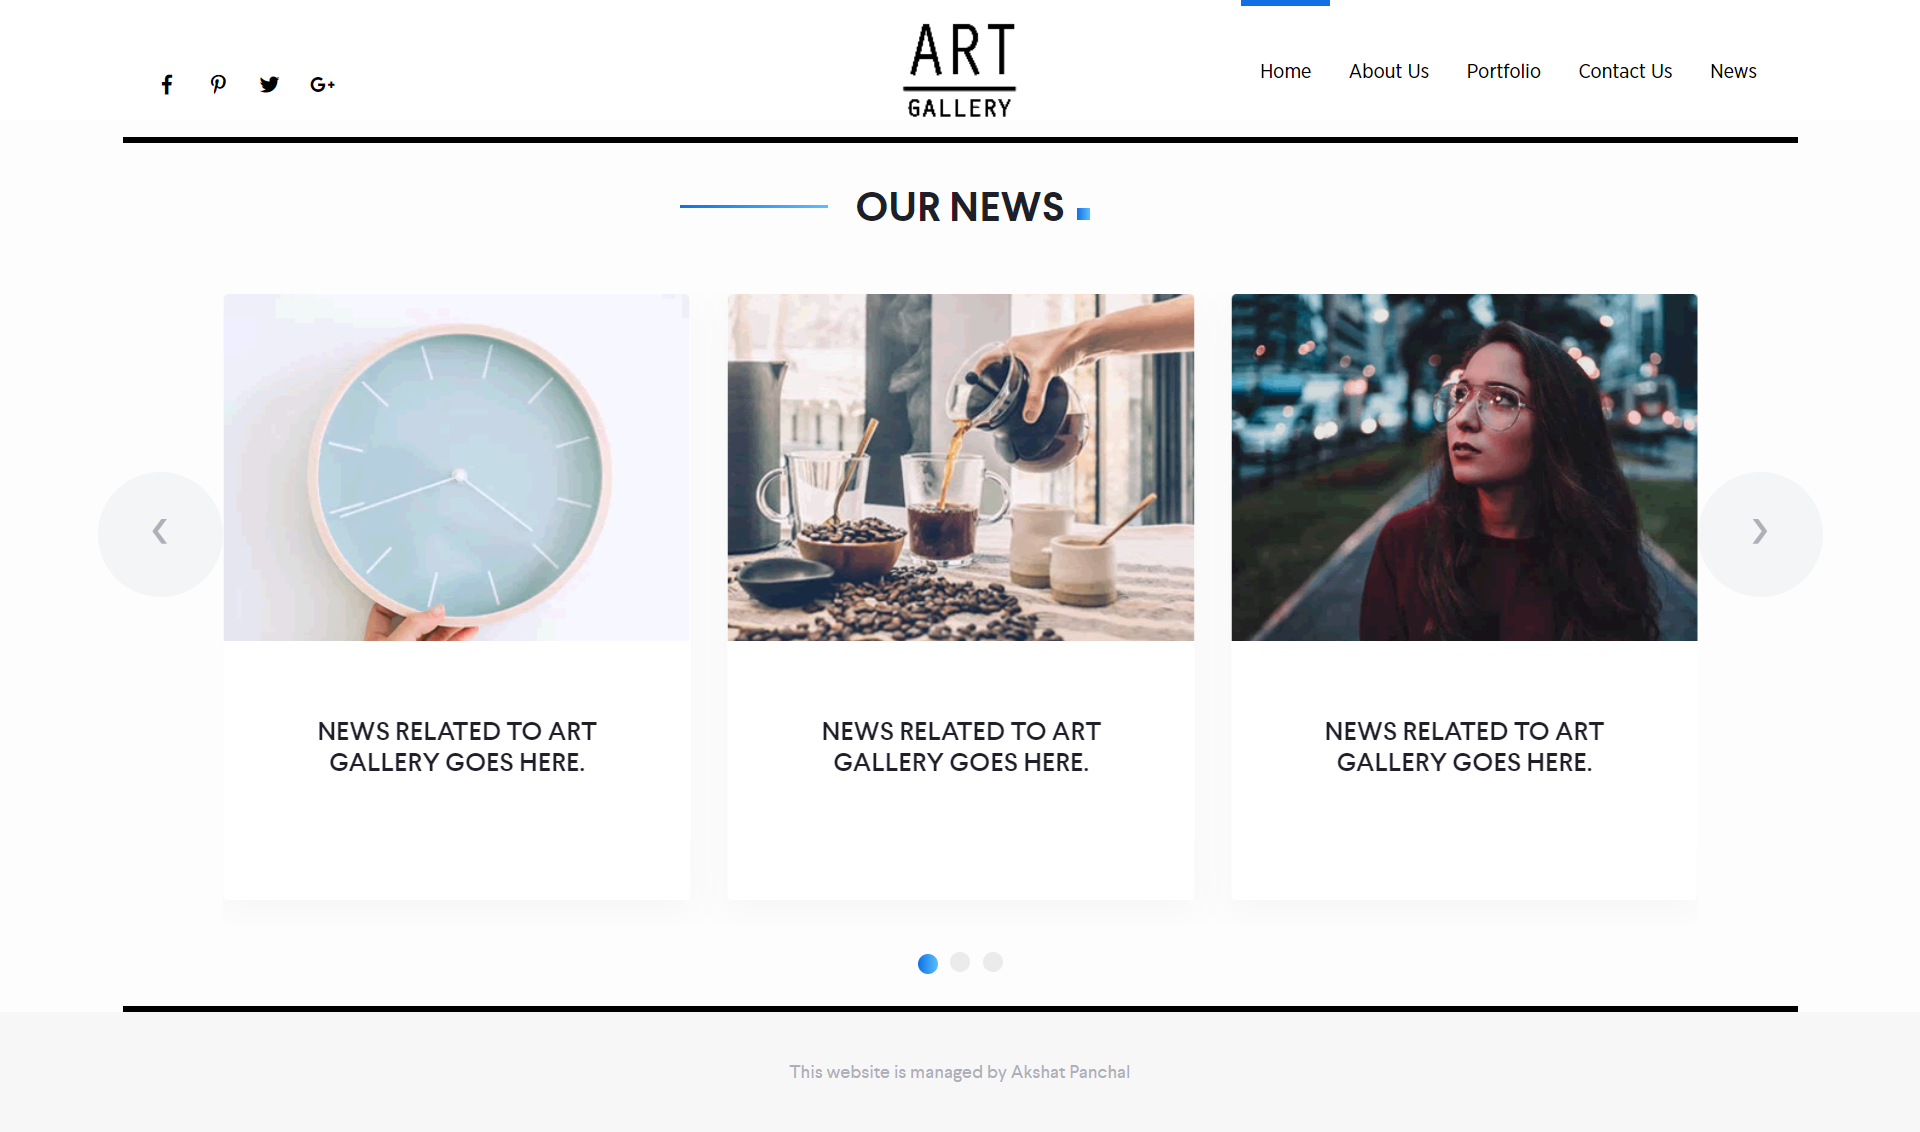 ART
GALLERY
Home About Us Portfolio Contact Us News
OUR NEWS
NEWS RELATED TO ART
GALLERY GOES HERE.
NEWS RELATED TO ART
GALLERY GOES HERE.
NEWS RELATED TO ART
GALLERY GOES HERE.
This website is managed by Akshat Panchal